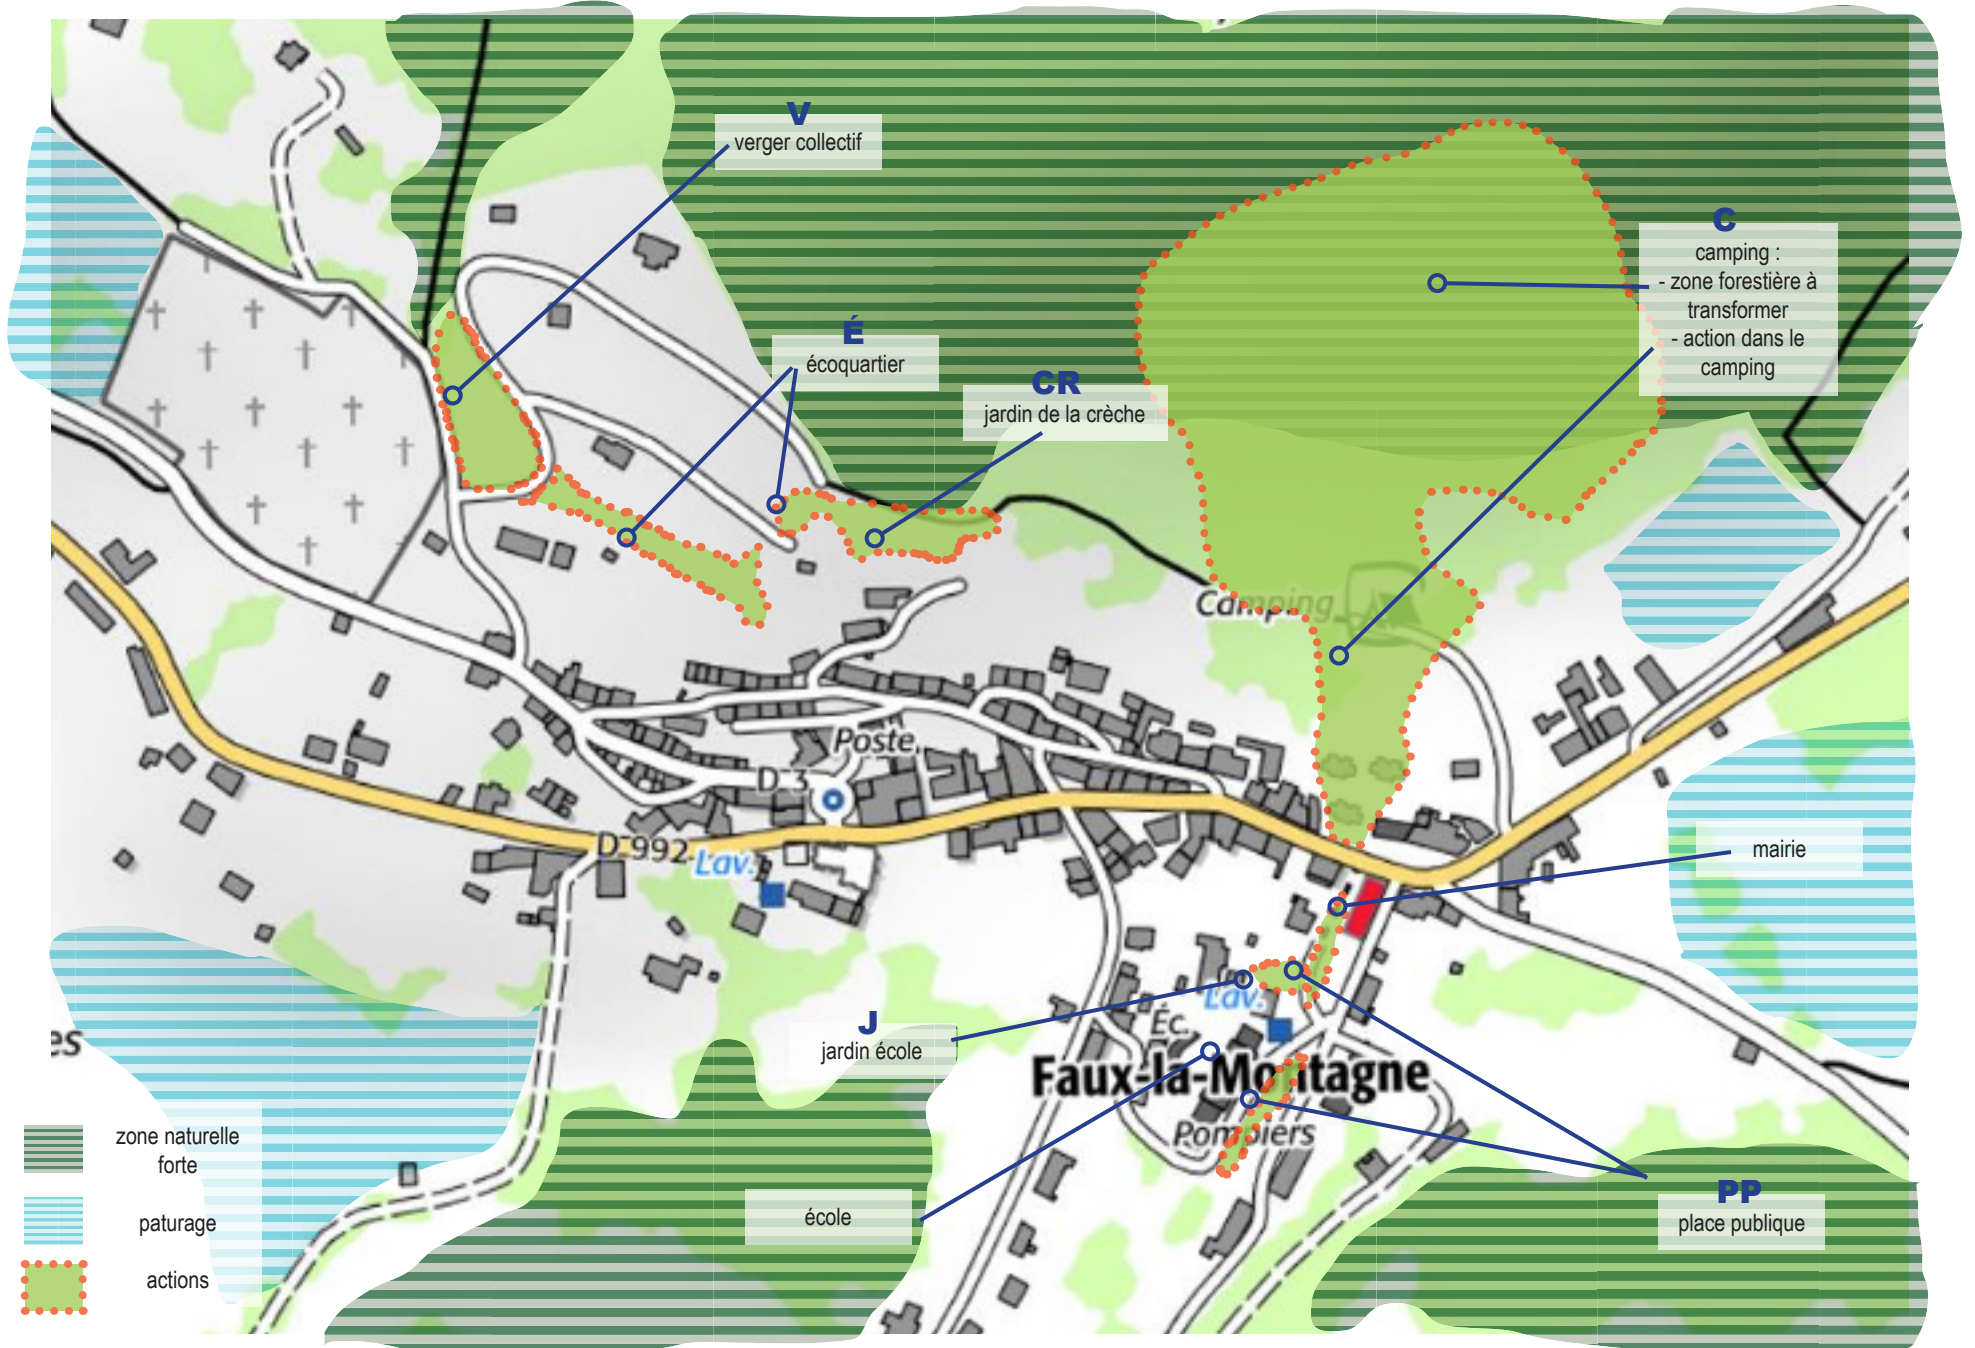 V
verger collectif
C
camping :
- zone forestière à
transformer
- action dans le
camping
É
écoquartier
CR
jardin de la crèche
Camping
Poste
D 3
D 992
Lav.
mairie
Lav.
J
jardin école
Éc.
es
Faux-la-Montagne
Pompiers
zone naturelle
forte
PP
place publique
école
paturage
actions